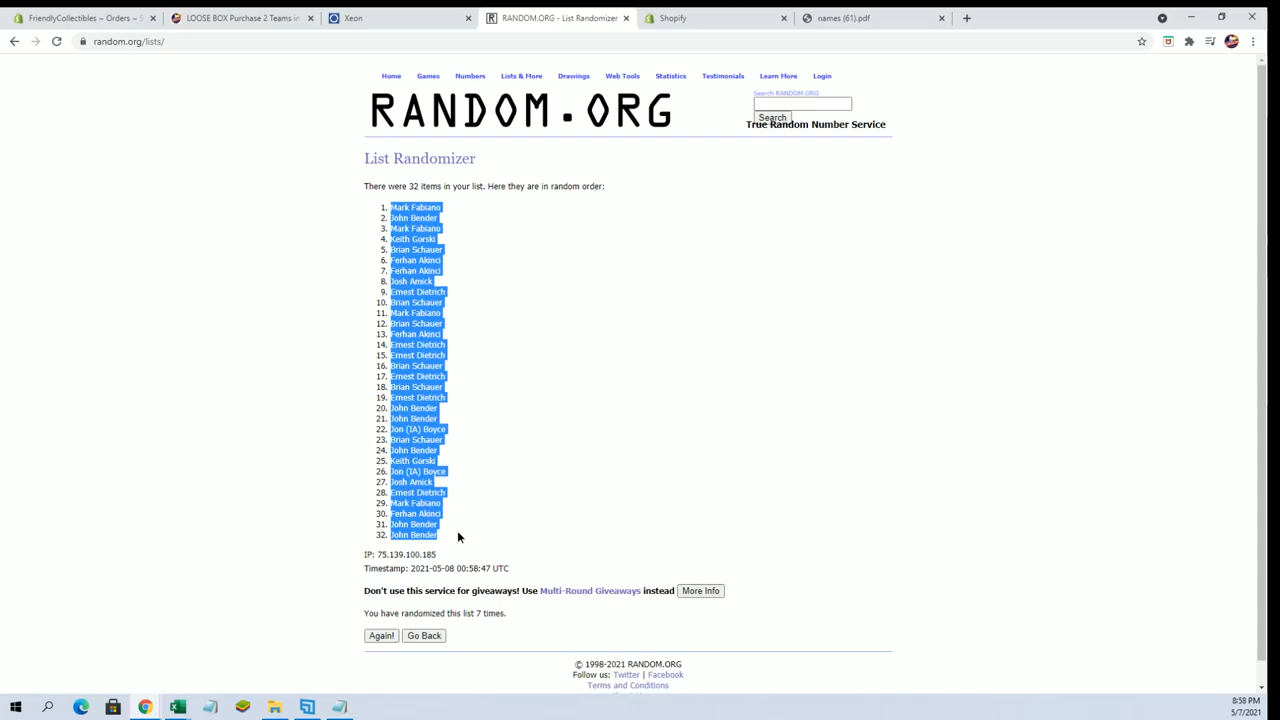 FriendlyCollectibles ~ Orders ~ S
LOOSE BOX Purchase 2 Teams in
Xeon
RANDOM.ORG - List Randomizer
Shopify
names (61).pdf
random.org/lists/
Home
Games
Numbers
Lists & More
Drawings
Web Tools
Statistics
Testimonials
Learn More
Login
RANDOM.ORG
Search RANDOM.ORG
Search
True Random Number Service
List Randomizer
There were 32 items in your list. Here they are in random order:
1. Mark Fabiano
2. John Bender
3. Mark Fabiano
4. Keith Gorski
5. Brian Schauer
6. Ferhan Akinci
7. Ferhan Akinci
8. Josh Amick
9. Ernest Dietrich
10. Brian Schauer
11. Mark Fabiano
12. Brian Schauer
13. Ferhan Akinci
14. Ernest Dietrich
15. Ernest Dietrich
16. Brian Schauer
17. Ernest Dietrich
18. Brian Schauer
19. Ernest Dietrich
20. John Bender
21. John Bender
22. Jon (IA) Boyce
23. Brian Schauer
24. John Bender
25. Keith Gorski
26. Jon (IA) Boyce
27. Josh Amick
28. Ernest Dietrich
29. Mark Fabiano
30. Ferhan Akinci
31. John Bender
32. John Bender
IP: 75.139.100.185
Timestamp: 2021-05-08 00:58:47 UTC
Don't use this service for giveaways! Use Multi-Round Giveaways instead More Info
You have randomized this list 7 times.
Again! Go Back
© 1998-2021 RANDOM.ORG
Follow us: Twitter | Facebook
Terms and Conditions
8:58 PM
5/7/2021